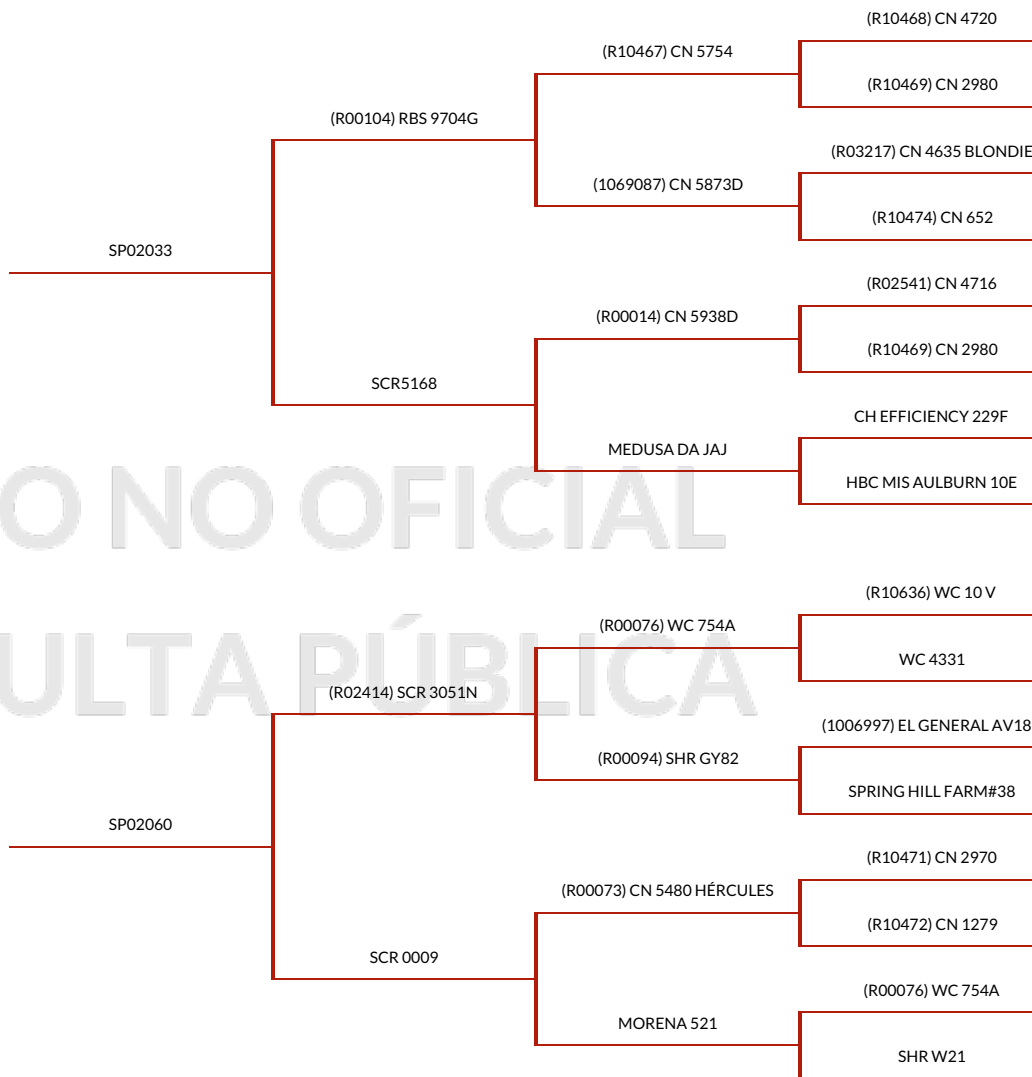 (R10468) CN 4720
(R10467) CN 5754
(R10469) CN 2980
(R00104) RBS 9704G
(R03217) CN 4635 BLONDIE
(1069087) CN 5873D
(R10474) CN 652
SP02033
(R02541) CN 4716
(R00014) CN 5938D
(R10469) CN 2980
SCR5168
CH EFFICIENCY 229F
MEDUSA DA JAJ
HBC MIS AULBURN 10E
O NO OFICIAL
(R10636) WC 10 V
(R00076) WC 754A
WC 4331
ULTA PÚBLICA
(R02414) SCR 3051N
(1006997) EL GENERAL AV18
(R00094) SHR GY82
SPRING HILL FARM#38
SP02060
(R10471) CN 2970
(R00073) CN 5480 HÉRCULES
(R10472) CN 1279
SCR 0009
(R00076) WC 754A
MORENA 521
SHR W21